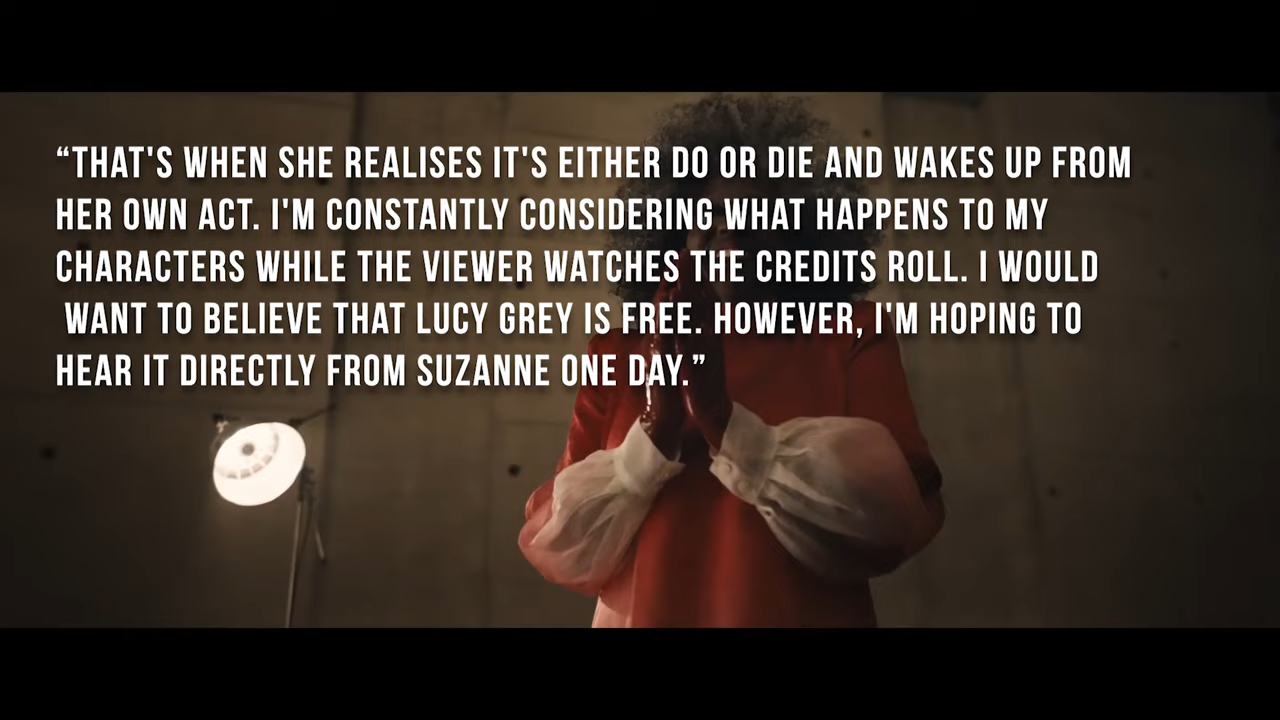 “THAT'S WHEN SHE REALISES IT'S EITHER DO OR DIE AND WAKES UP FROM
HER OWN ACT. I'M CONSTANTLY CONSIDERING WHAT HAPPENS TO MY
CHARACTERS WHILE THE VIEWER WATCHES THE CREDITS ROLL. I WOULD
WANT TO BELIEVE THAT LUCY GREY IS FREE. HOWEVER, I'M HOPING TO
HEAR IT DIRECTLY FROM SUZANNE ONE DAY.”